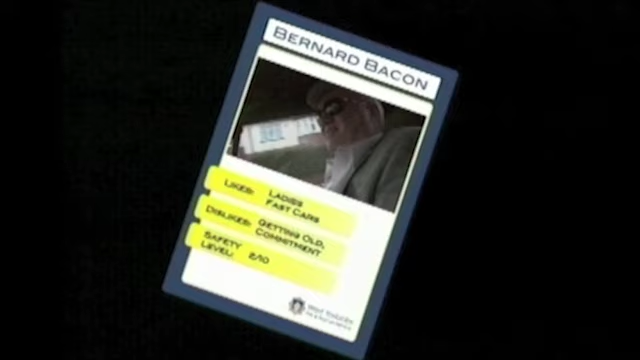 BERNARD BACON
LIKES: LADIES
FAST CARS
DISLIKES: GETTING OLD,
COMMITMENT
SAFETY
LEVEL: 2/10